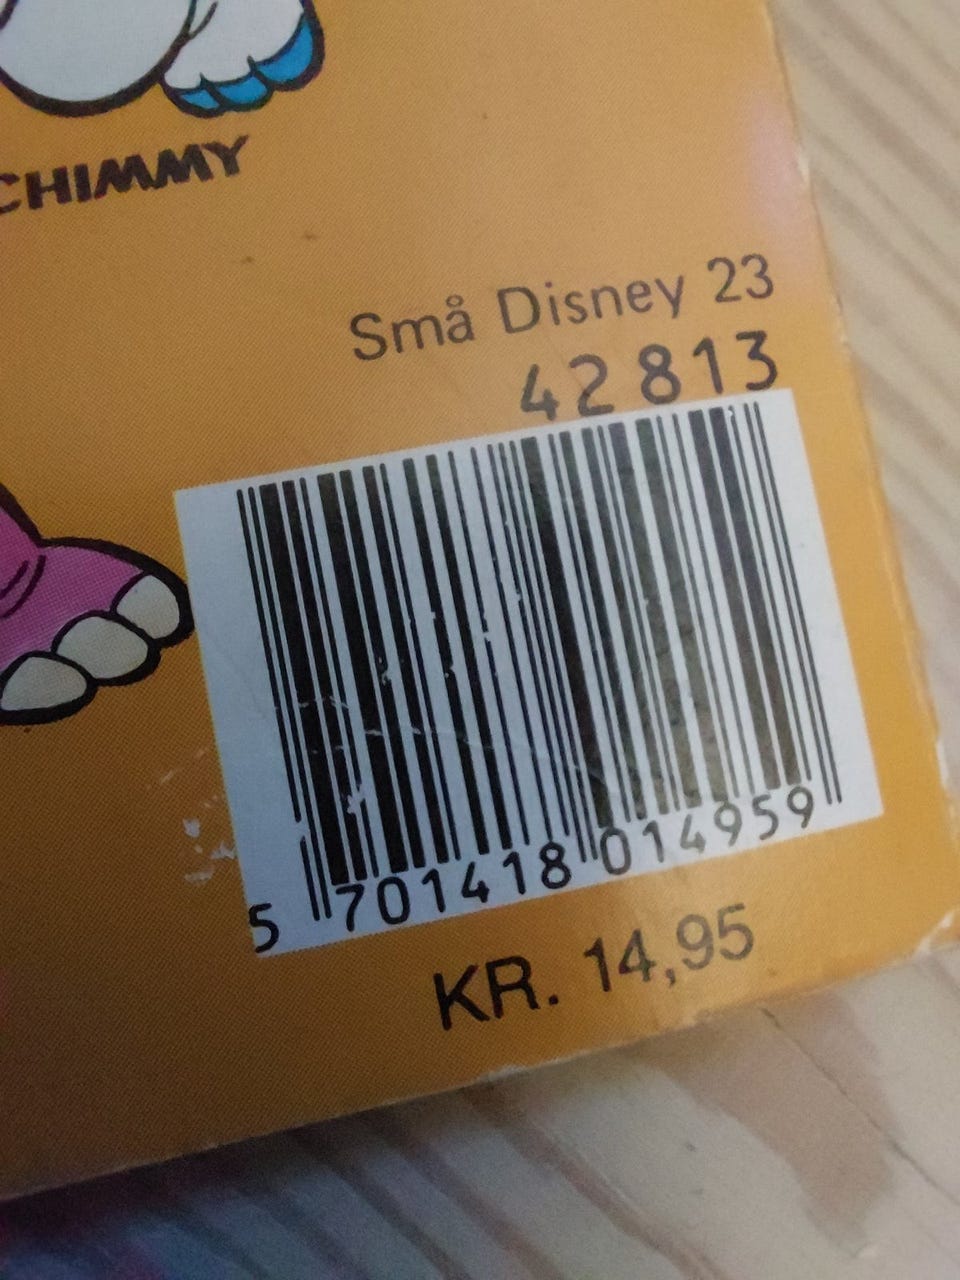 CHIMMY
Små Disney 23
42813
5 701418 014959
KR. 14,95